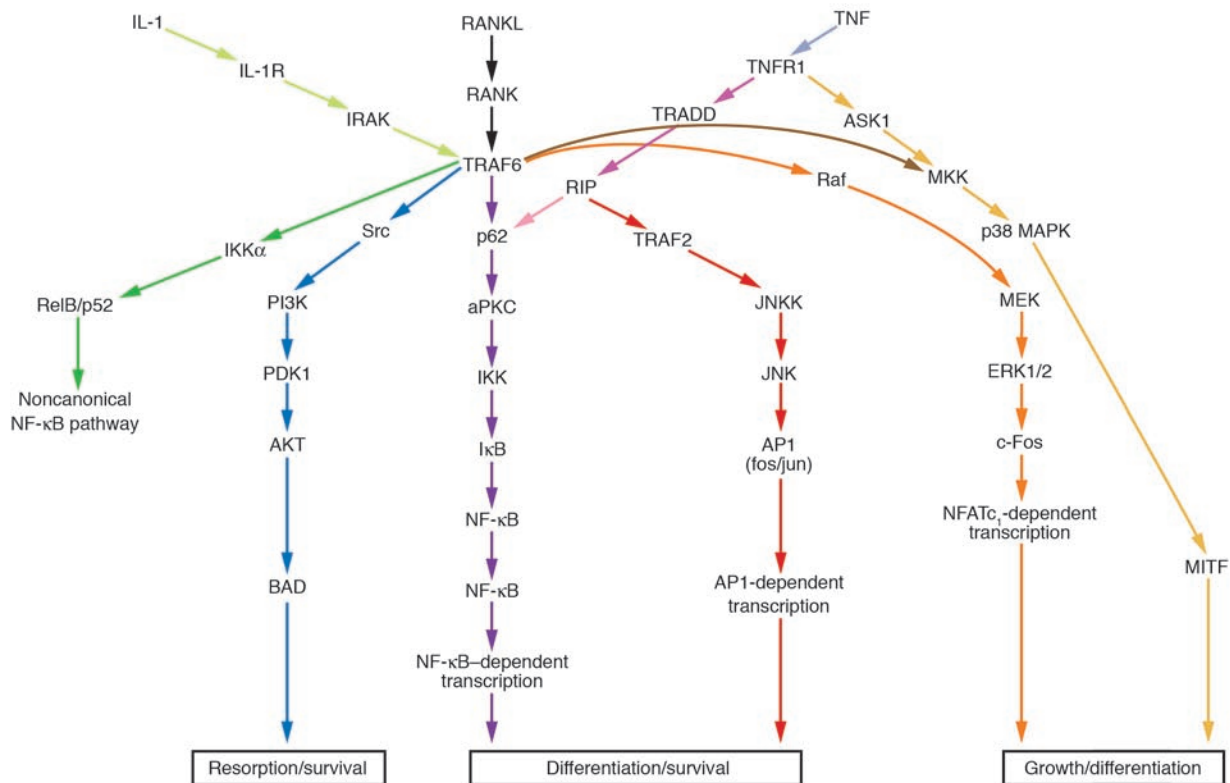 IL-1
RANKL
TNF
IL-1R
TNFR1
RANK
IRAK
TRADD
ASK1
TRAF6
RIP
Raf
MKK
Src
p62
TRAF2
p38 MAPK
IKKα
RelB/p52
PI3K
aPKC
JNKK
MEK
PDK1
IKK
JNK
ERK1/2
Noncanonical
NF-κB pathway
AKT
IκB
AP1
(fos/jun)
c-Fos
NF-κB
NFATc₁-dependent
transcription
BAD
NF-κB
AP1-dependent
transcription
MITF
NF-κB–dependent
transcription
Resorption/survival
Differentiation/survival
Growth/differentiation